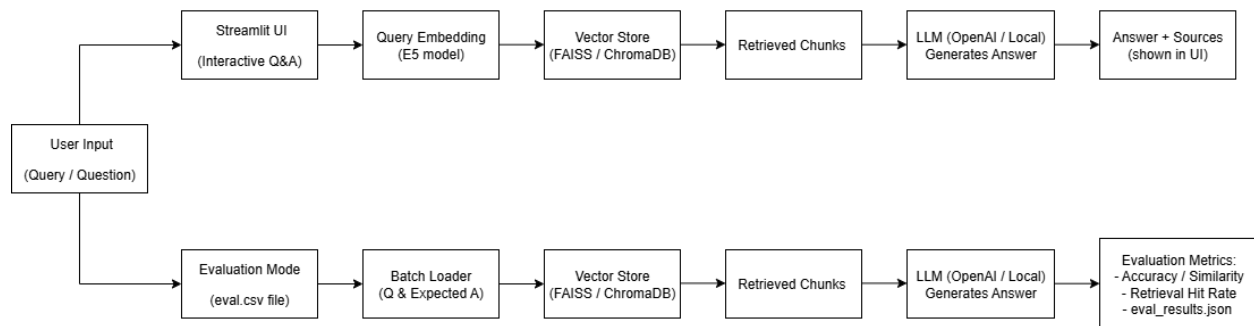 Streamlit UI
(Interactive Q&A)
Query Embedding
(E5 model)
Vector Store
(FAISS / ChromaDB)
Retrieved Chunks
LLM (OpenAI / Local)
Generates Answer
Answer + Sources
(shown in UI)
User Input
(Query / Question)
Evaluation Mode
(eval.csv file)
Batch Loader
(Q & Expected A)
Vector Store
(FAISS / ChromaDB)
Retrieved Chunks
LLM (OpenAI / Local)
Generates Answer
Evaluation Metrics:
- Accuracy / Similarity
- Retrieval Hit Rate
- eval_results.json